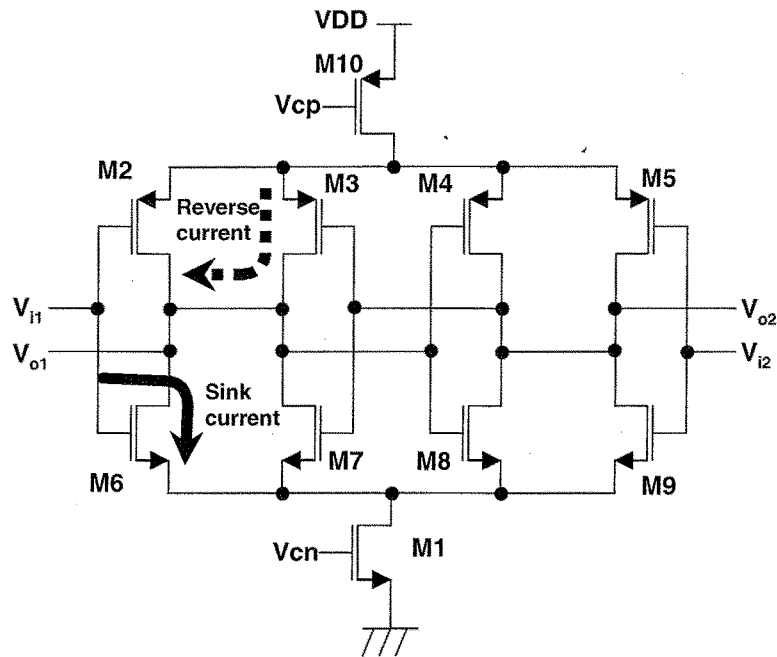 VDD
M10
Vcp
M2
M3
M4
M5
Reverse
current
Vi1
Vo1
Vo2
Vi2
Sink
current
M6
M7
M8
M9
Vcn
M1